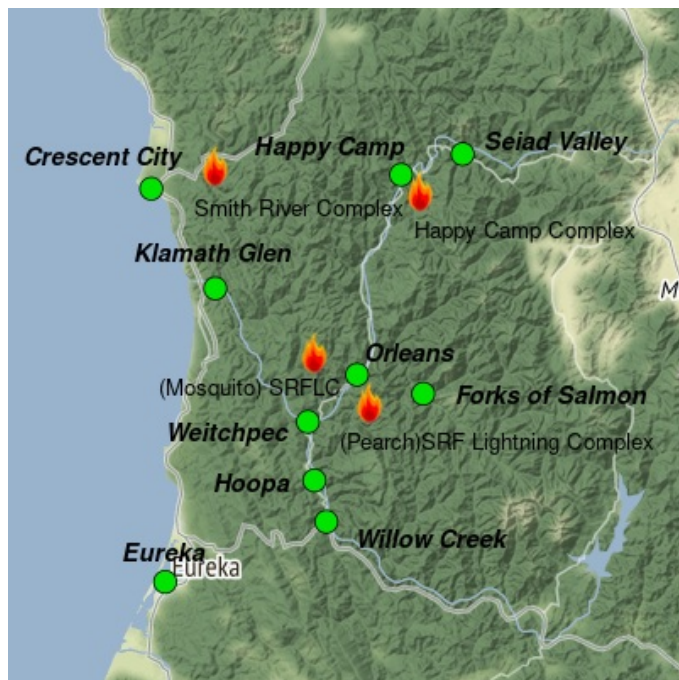 Happy Camp
Seiad Valley
Crescent City
Smith River Complex
Happy Camp Complex
Klamath Glen
M
Orleans
(Mosquito) SRFLC
Forks of Salmon
Weitchpec
(Pearch)SRF Lightning Complex
Hoopa
Willow Creek
Eureka
Eureka